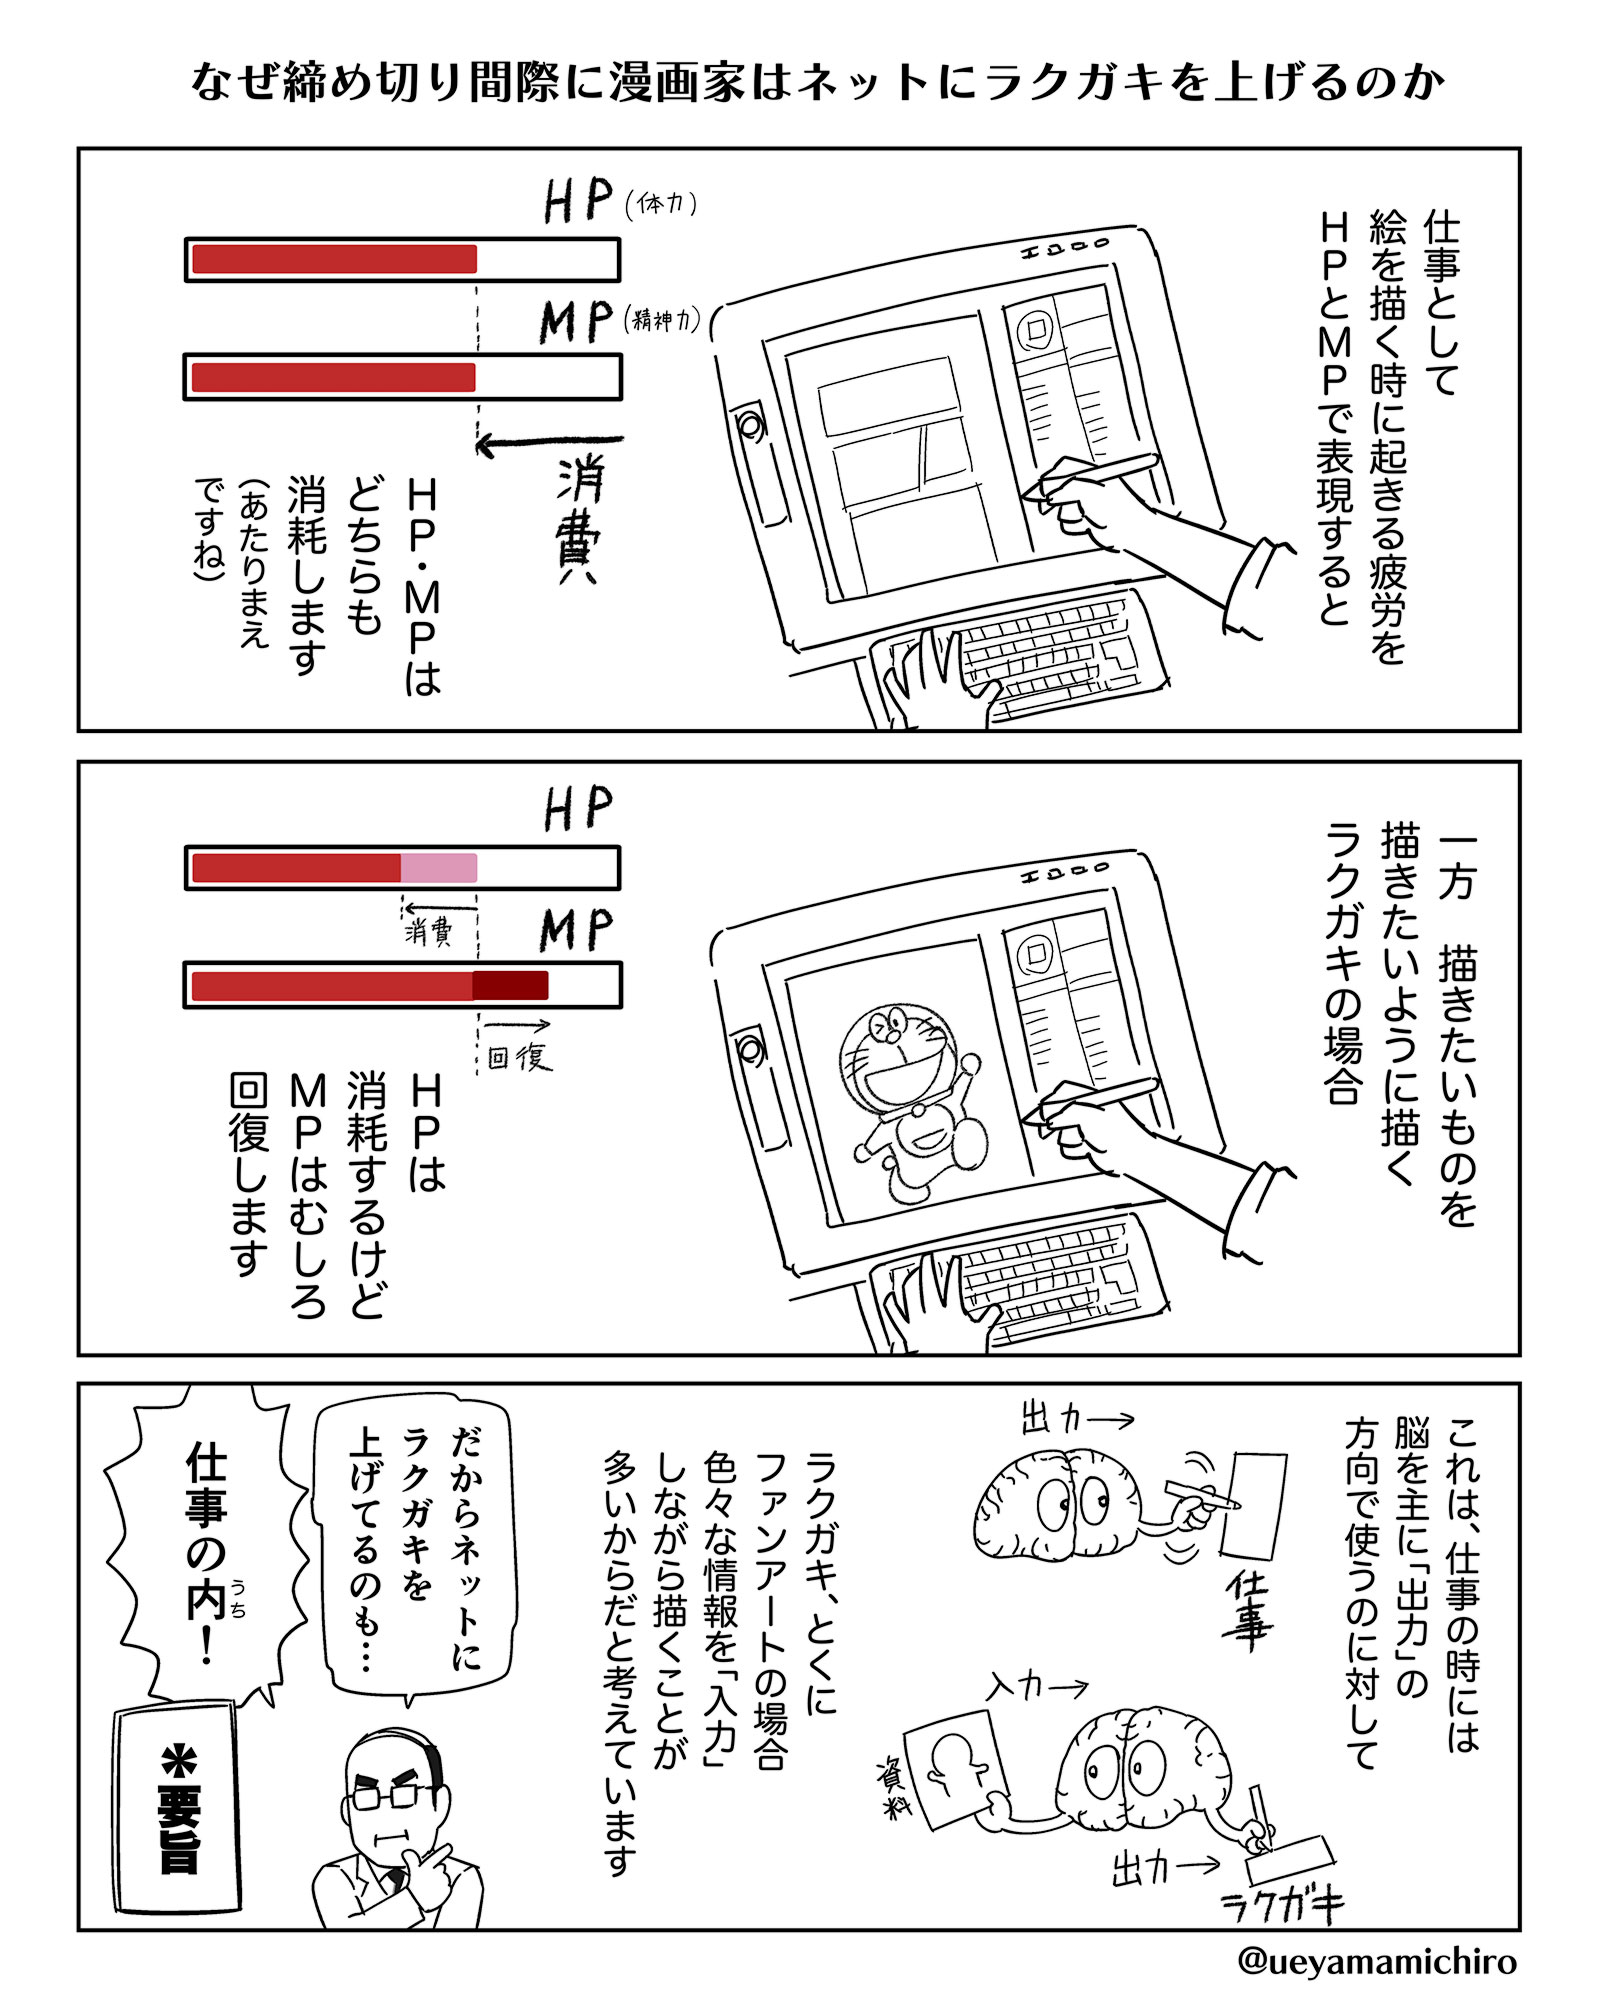 なぜ締め切り間際に漫画家はネットにラクガキを上げるのか
仕事として
絵を描く時に起きる疲労を
HPとMPで表現すると
HP(体力)
MP(精神力)
消費
HP・MPは
どちらも
消耗します
(あたりまえ
ですね)
一方 描きたいものを
描きたいように描く
ラクガキの場合
HP
消費
MP
回復
HPは
消耗するけど
MPはむしろ
回復します
これは、仕事の時には
脳を主に「出力」の
方向で使うのに対して
出力→
仕事
入力→
資料
出力→
ラクガキ
ラクガキ、とくに
ファンアートの場合
色々な情報を「入力」
しながら描くことが
多いからだと考えています
だからネットに
ラクガキを
上げてるのも…
仕事の内！
うち
＊要旨
@ueyamamichiro